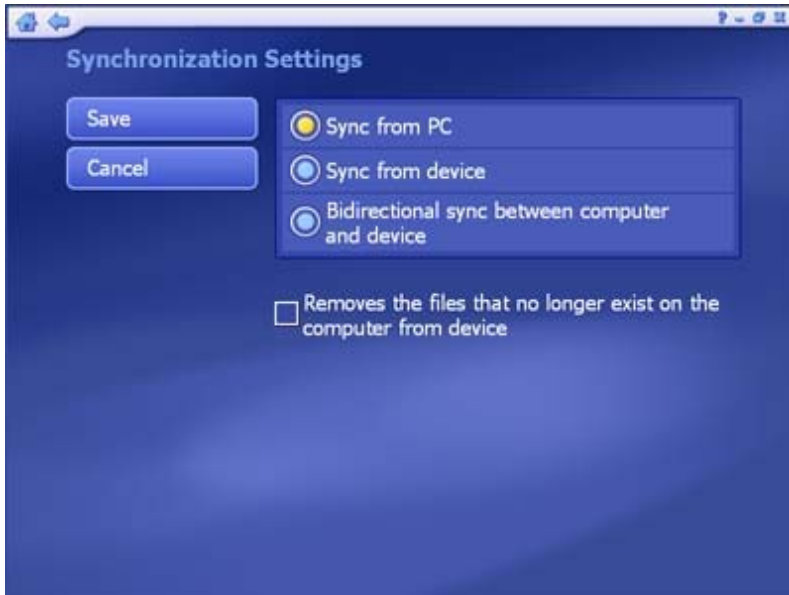 ?
Synchronization Settings
Save
Sync from PC
Cancel
Sync from device
Bidirectional sync between computer
and device
Removes the files that no longer exist on the
computer from device